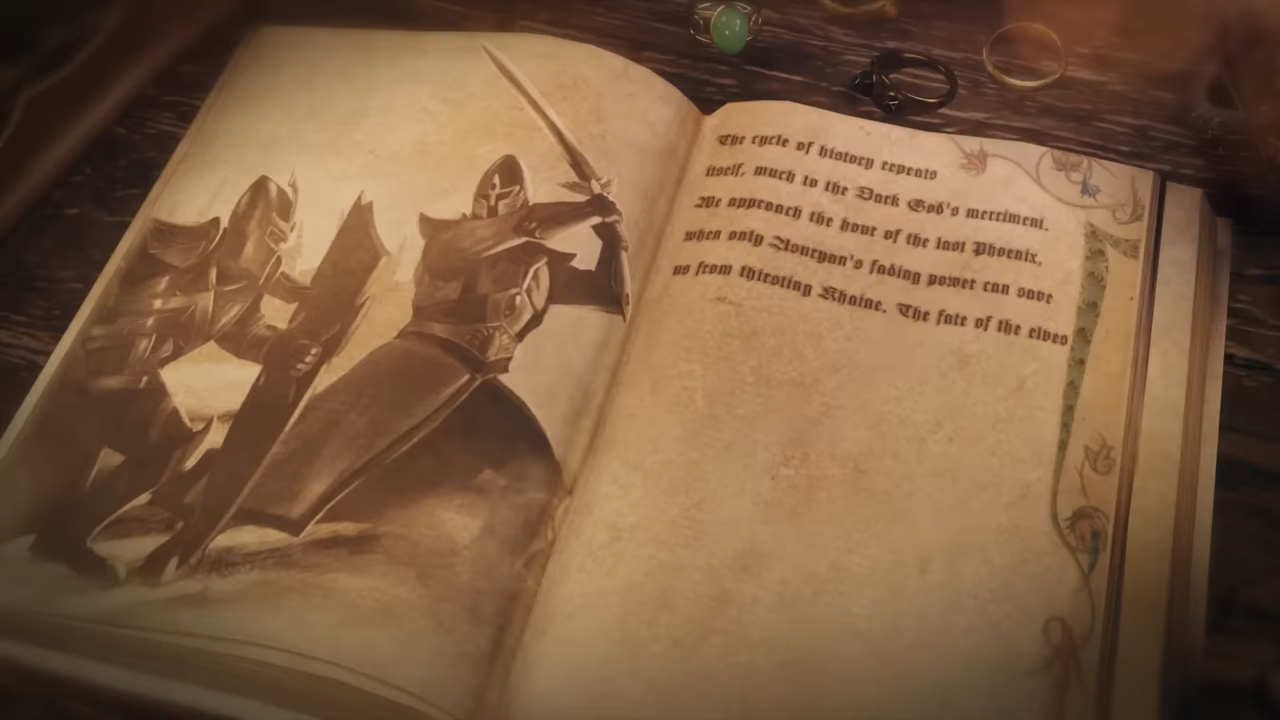 The cycle of history repeats
itself, much to the Dark God's merriment.
We approach the hour of the last Phoenix,
when only Asuryan's fading power can save
us from thirsting Khaine. The fate of the elves